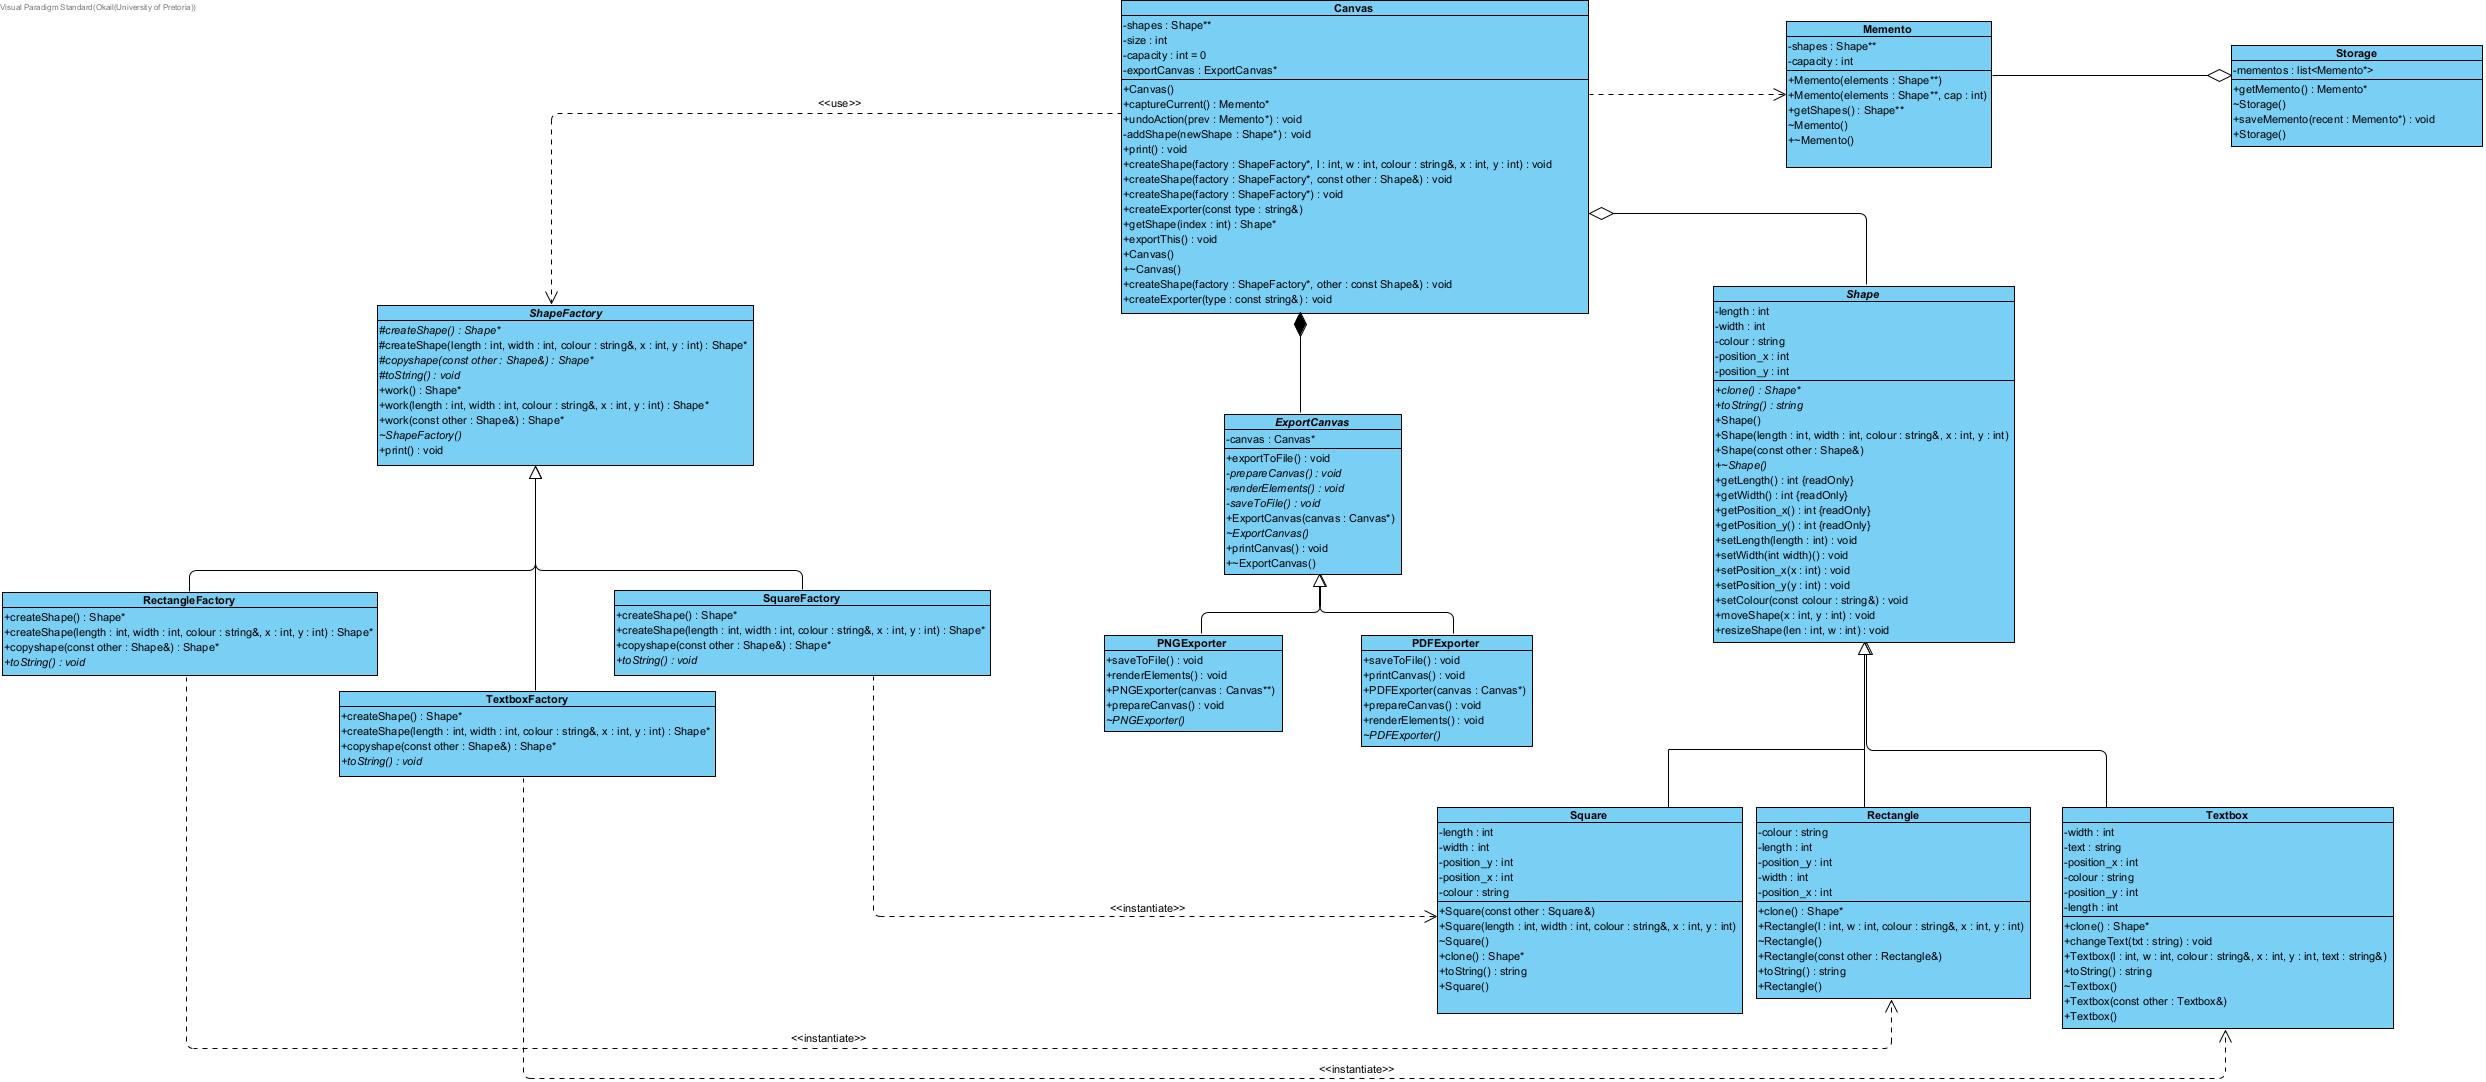 Visual Paradigm Standard(Okail(University of Pretoria))
Canvas
-shapes : Shape**
-size : int
-capacity : int = 0
-exportCanvas : ExportCanvas*
+Canvas()
+captureCurrent() : Memento*
+undoAction(prev : Memento*) : void
-addShape(newShape : Shape*) : void
+print() : void
+createShape(factory : ShapeFactory*, l : int, w : int, colour : string&, x : int, y : int) : void
+createShape(factory : ShapeFactory*, const other : Shape&) : void
+createShape(factory : ShapeFactory*) : void
+createExporter(const type : string&)
+getShape(index : int) : Shape*
+exportThis() : void
+Canvas()
+~Canvas()
+createShape(factory : ShapeFactory*, other : const Shape&) : void
+createExporter(type : const string&) : void
Memento
-shapes : Shape**
-capacity : int
+Memento(elements : Shape**)
+Memento(elements : Shape**, cap : int)
+getShapes() : Shape**
~Memento()
+~Memento()
Storage
-mementos : list<Memento*>
+getMemento() : Memento*
~Storage()
+saveMemento(recent : Memento*) : void
+Storage()
<<use>>
ShapeFactory
#createShape() : Shape*
#createShape(length : int, width : int, colour : string&, x : int, y : int) : Shape*
#copyshape(const other : Shape&) : Shape*
#toString() : void
+work() : Shape*
+work(length : int, width : int, colour : string&, x : int, y : int) : Shape*
+work(const other : Shape&) : Shape*
~ShapeFactory()
+print() : void
Shape
-length : int
-width : int
-colour : string
-position_x : int
-position_y : int
+clone() : Shape*
+toString() : string
+Shape()
+Shape(length : int, width : int, colour : string&, x : int, y : int)
+Shape(const other : Shape&)
+~Shape()
+getLength() : int {readOnly}
+getWidth() : int {readOnly}
+getPosition_x() : int {readOnly}
+getPosition_y() : int {readOnly}
+setLength(length : int) : void
+setWidth(int width)() : void
+setPosition_x(x : int) : void
+setPosition_y(y : int) : void
+setColour(const colour : string&) : void
+moveShape(x : int, y : int) : void
+resizeShape(len : int, w : int) : void
ExportCanvas
-canvas : Canvas*
+exportToFile() : void
-prepareCanvas() : void
-renderElements() : void
-saveToFile() : void
+ExportCanvas(canvas : Canvas*)
~ExportCanvas()
+printCanvas() : void
+~ExportCanvas()
RectangleFactory
+createShape() : Shape*
+createShape(length : int, width : int, colour : string&, x : int, y : int) : Shape*
+copyshape(const other : Shape&) : Shape*
+toString() : void
SquareFactory
+createShape() : Shape*
+createShape(length : int, width : int, colour : string&, x : int, y : int) : Shape*
+copyshape(const other : Shape&) : Shape*
+toString() : void
TextboxFactory
+createShape() : Shape*
+createShape(length : int, width : int, colour : string&, x : int, y : int) : Shape*
+copyshape(const other : Shape&) : Shape*
+toString() : void
PNGExporter
+saveToFile() : void
+renderElements() : void
+PNGExporter(canvas : Canvas**)
+prepareCanvas() : void
~PNGExporter()
PDFExporter
+saveToFile() : void
+printCanvas() : void
+PDFExporter(canvas : Canvas*)
+prepareCanvas() : void
+renderElements() : void
~PDFExporter()
Square
-length : int
-width : int
-position_y : int
-position_x : int
-colour : string
+Square(const other : Square&)
+Square(length : int, width : int, colour : string&, x : int, y : int)
~Square()
+clone() : Shape*
+toString() : string
+Square()
Rectangle
-colour : string
-length : int
-position_y : int
-width : int
-position_x : int
+clone() : Shape*
+Rectangle(l : int, w : int, colour : string&, x : int, y : int)
~Rectangle()
+Rectangle(const other : Rectangle&)
+toString() : string
+Rectangle()
Textbox
-width : int
-text : string
-position_x : int
-colour : string
-position_y : int
-length : int
+clone() : Shape*
+changeText(txt : string) : void
+Textbox(l : int, w : int, colour : string&, x : int, y : int, text : string&)
+toString() : string
~Textbox()
+Textbox(const other : Textbox&)
+Textbox()
<<instantiate>>
<<instantiate>>
<<instantiate>>